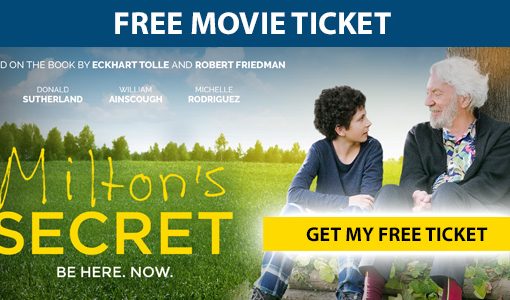 FREE MOVIE TICKET
D ON THE BOOK BY ECKHART TOLLE AND ROBERT FRIEDMAN
DONALD WILLIAM MICHELLE
SUTHERLAND AINSCOUGH RODRIGUEZ
Milton's
SECRET
BE HERE. NOW.
GET MY FREE TICKET